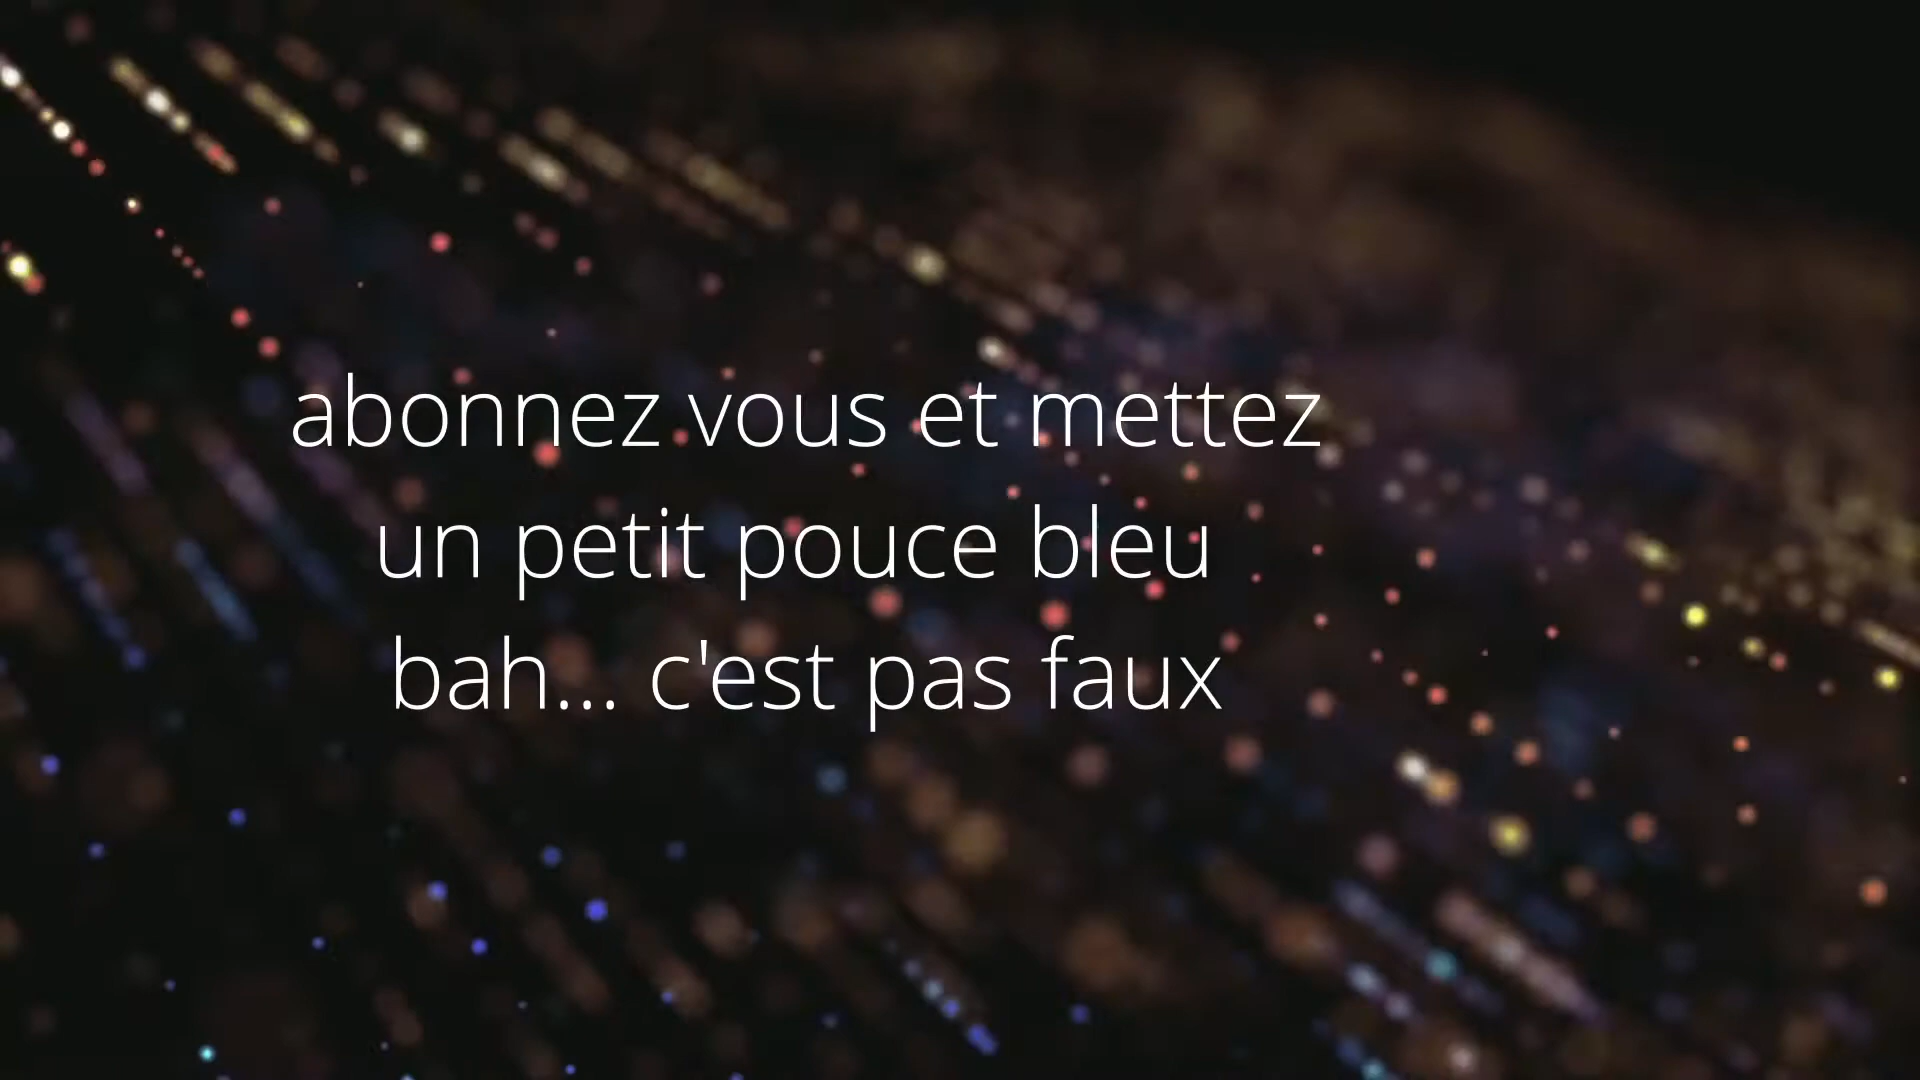 abonnez vous et mettez
un petit pouce bleu
bah... c'est pas faux